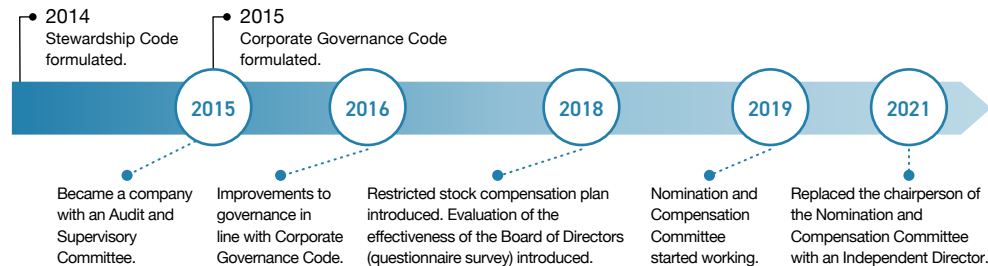 2014
Stewardship Code
formulated.
2015
Corporate Governance Code
formulated.
2015
2016
2018
2019
2021
Became a company
with an Audit and
Supervisory
Committee.
Improvements to
governance in
line with Corporate
Governance Code.
Restricted stock compensation plan
introduced. Evaluation of the
effectiveness of the Board of Directors
(questionnaire survey) introduced.
Nomination and
Compensation
Committee
started working.
Replaced the chairperson of
the Nomination and
Compensation Committee
with an Independent Director.